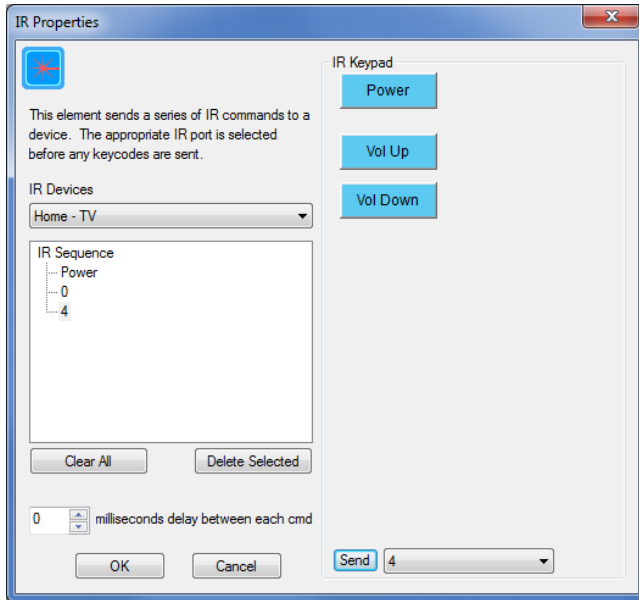 IR Properties
x
This element sends a series of IR commands to a
device. The appropriate IR port is selected
before any keycodes are sent.
IR Devices
Home - TV
IR Sequence
Power
0
4
Clear All
Delete Selected
0
milliseconds delay between each cmd
OK
Cancel
IR Keypad
Power
Vol Up
Vol Down
Send
4